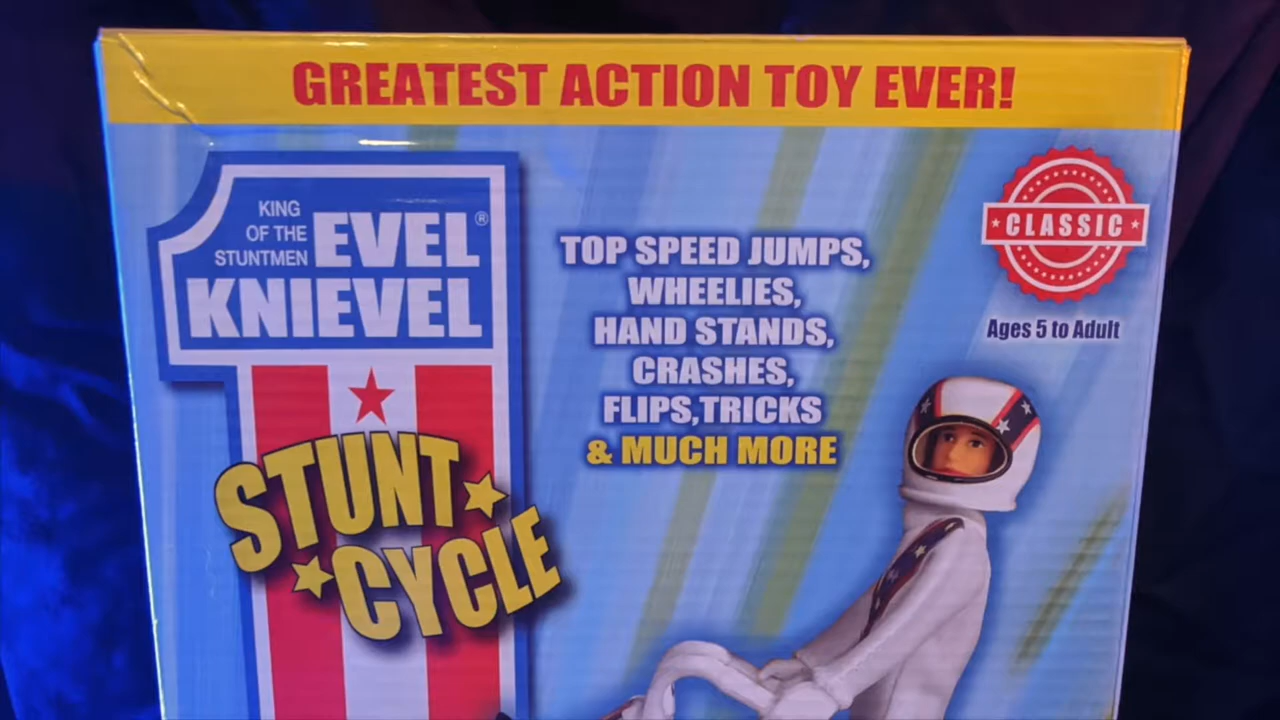 GREATEST ACTION TOY EVER!
KING
OF THE
STUNTMEN
EVEL®
KNIEVEL
STUNT
CYCLE
TOP SPEED JUMPS,
WHEELIES,
HAND STANDS,
CRASHES,
FLIPS,TRICKS
& MUCH MORE
CLASSIC
Ages 5 to Adult